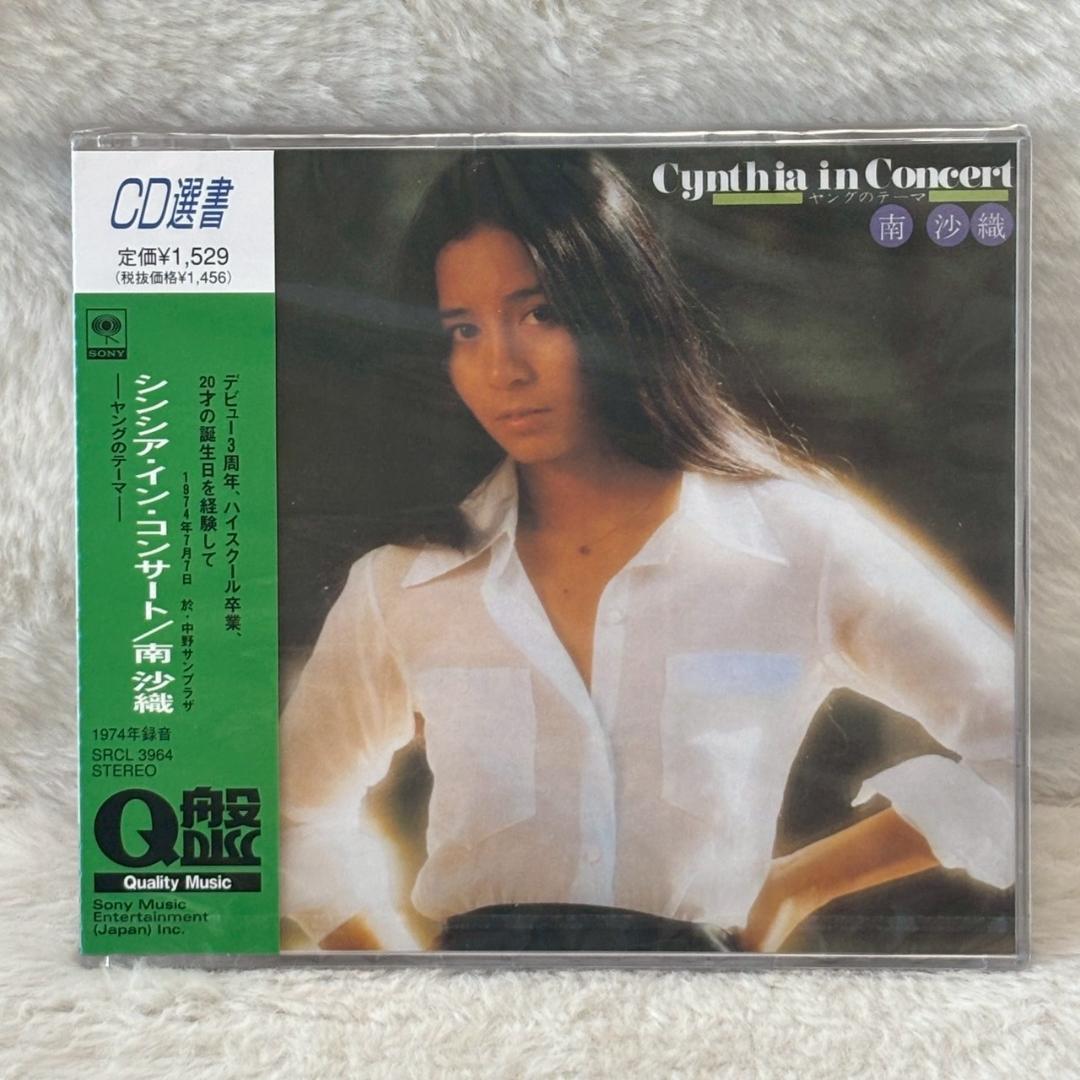 CD選書
定価¥1,529
(税抜価格¥1,456)
SONY
デビュー3周年、ハイスクール卒業、
20才の誕生日を経験して
1974年7月7日 於・中野サンプラザ
シンシア・イン・コンサート/南 沙織
—ヤングのテーマ—
1974年録音
SRCL 3964
STEREO
Q盤
DISC
Quality Music
Sony Music
Entertainment
(Japan) Inc.
Cynthia in Concert
ヤングのテーマ
南 沙織